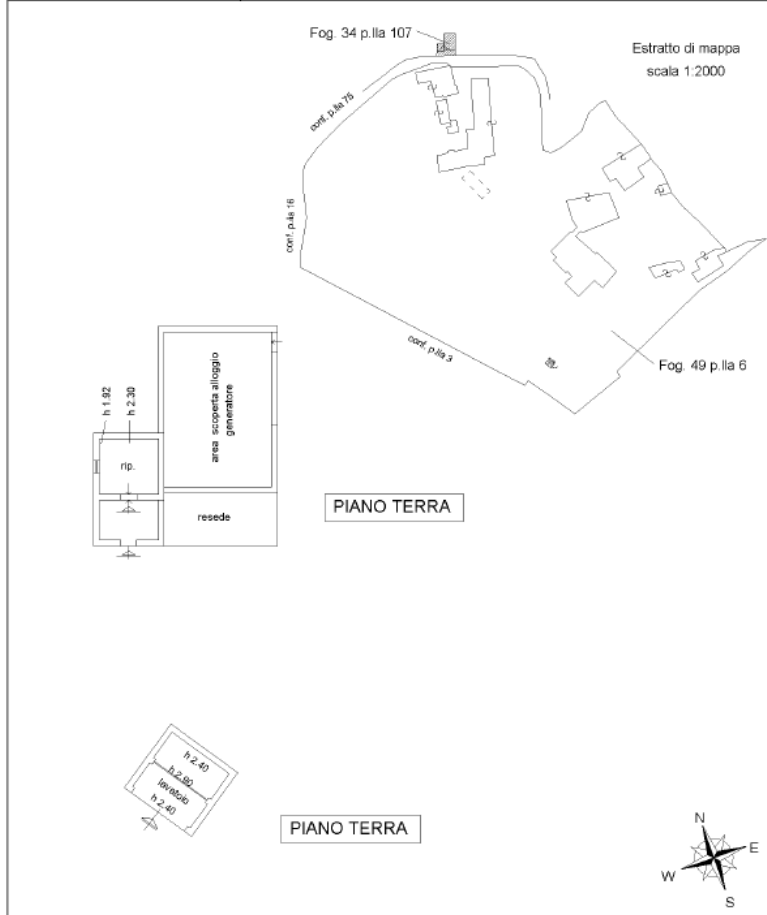 Fog. 34 p.lla 107
Estratto di mappa
scala 1:2000
conf. p.lla 75
conf. p.lla 16
conf. p.lla 3
Fog. 49 p.lla 6
h 1.92
h 2.30
area scoperta alloggio
generatore
rip.
resede
PIANO TERRA
h 2.40
h 2.90
lavatoio
h 2.40
PIANO TERRA
N
E
W
S